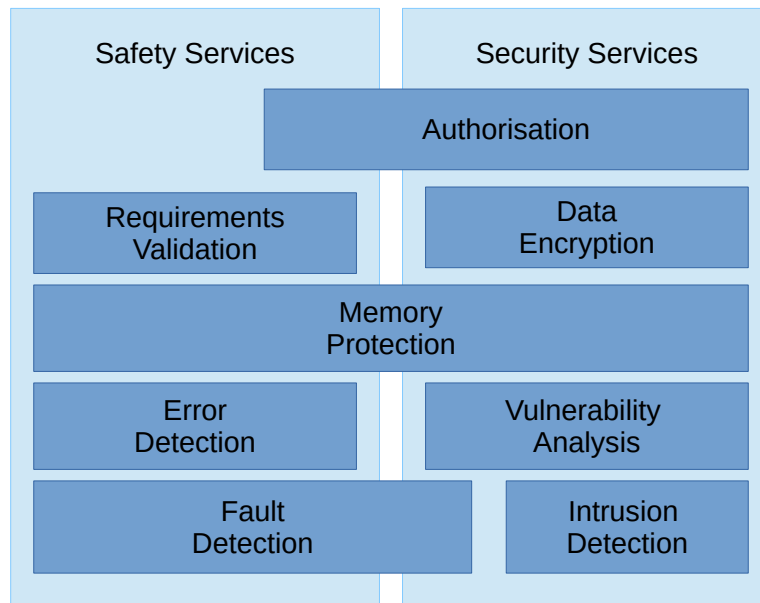 Safety Services
Security Services
Authorisation
Requirements
Validation
Data
Encryption
Memory
Protection
Error
Detection
Vulnerability
Analysis
Fault
Detection
Intrusion
Detection